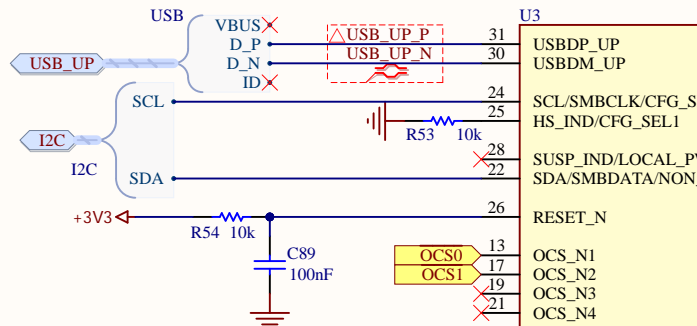 USB
U3
VBUS
D_P
USB_UP_P
31
USBDP_UP
USB_UP
D_N
USB_UP_N
30
USBDM_UP
ID
SCL
24
SCL/SMBCLK/CFG_S
25
HS_IND/CFG_SEL1
R53
10k
I2C
I2C
28
SUSP_IND/LOCAL_P
SDA
22
SDA/SMBDATA/NON_
+3V3
26
RESET_N
R54
10k
C89
100nF
OCS0
13
OCS_N1
OCS1
17
OCS_N2
19
OCS_N3
21
OCS_N4